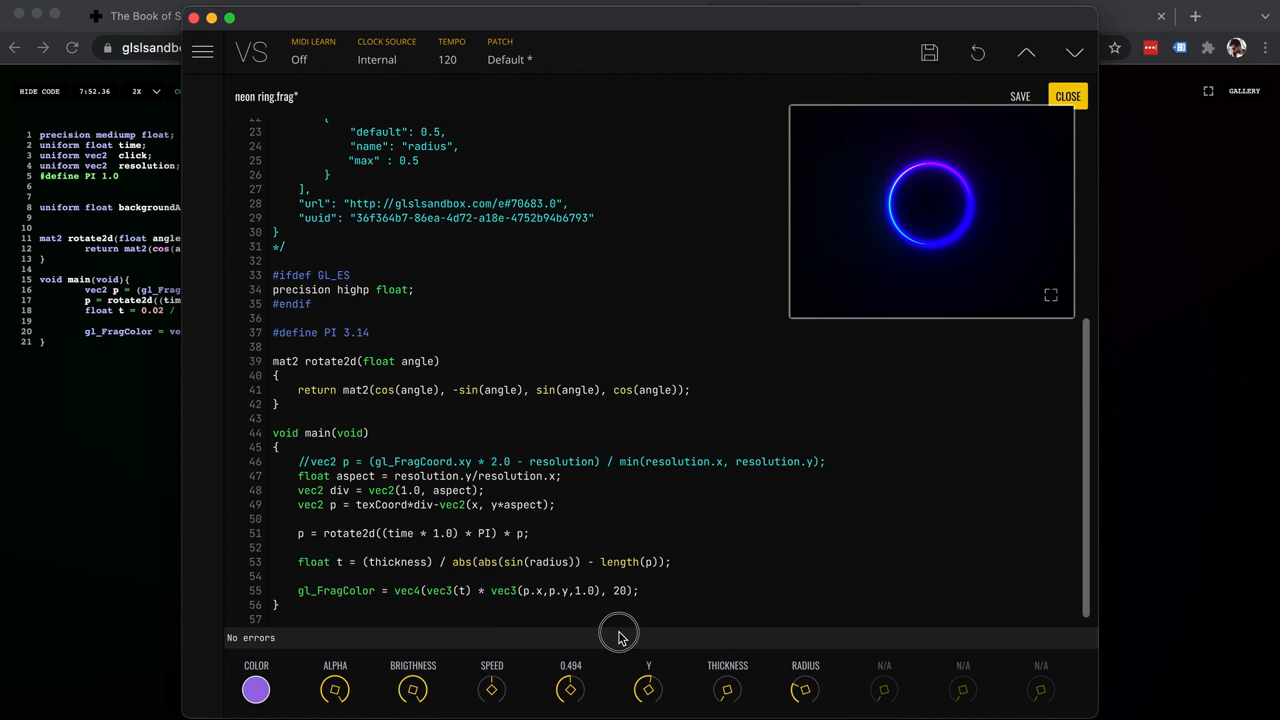 The Book of S
glslsandb
HIDE CODE 7:52.36 2X
GALLERY
1 precision mediump float;
2 uniform float time;
3 uniform vec2 click;
4 uniform vec2 resolution;
5 #define PI 1.0
6
7
8 uniform float backgroundA
9
10
11 mat2 rotate2d(float angle
12 return mat2(cos(a
13 }
14
15 void main(void){
16 vec2 p = (gl_Frag
17 p = rotate2d((tim
18 float t = 0.02 /
19
20 gl_FragColor = ve
21 }
VS
MIDI LEARN CLOCK SOURCE TEMPO PATCH
Off Internal 120 Default *
neon ring.frag* SAVE CLOSE
22 {
23 "default": 0.5,
24 "name": "radius",
25 "max" : 0.5
26 }
27 ],
28 "url": "http://glslsandbox.com/e#70683.0",
29 "uuid": "36f364b7-86ea-4d72-a18e-4752b94b6793"
30 }
31 */
32
33 #ifdef GL_ES
34 precision highp float;
35 #endif
36
37 #define PI 3.14
38
39 mat2 rotate2d(float angle)
40 {
41 return mat2(cos(angle), -sin(angle), sin(angle), cos(angle));
42 }
43
44 void main(void)
45 {
46 //vec2 p = (gl_FragCoord.xy * 2.0 - resolution) / min(resolution.x, resolution.y);
47 float aspect = resolution.y/resolution.x;
48 vec2 div = vec2(1.0, aspect);
49 vec2 p = texCoord*div-vec2(x, y*aspect);
50
51 p = rotate2d((time * 1.0) * PI) * p;
52
53 float t = (thickness) / abs(abs(sin(radius)) - length(p));
54
55 gl_FragColor = vec4(vec3(t) * vec3(p.x,p.y,1.0), 20);
56 }
57
No errors
COLOR ALPHA BRIGTHNESS SPEED 0.494 Y THICKNESS RADIUS N/A N/A N/A